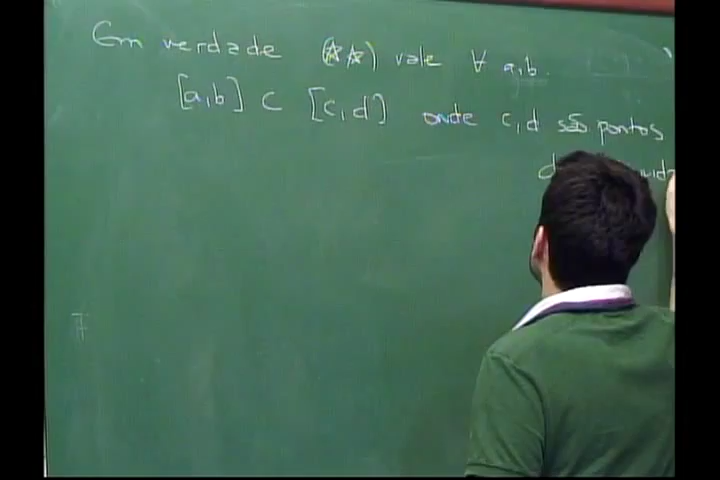 Em verdade (☆☆) vale ∀ a,b.
[a,b] ⊂ [c,d] onde c,d são pontos